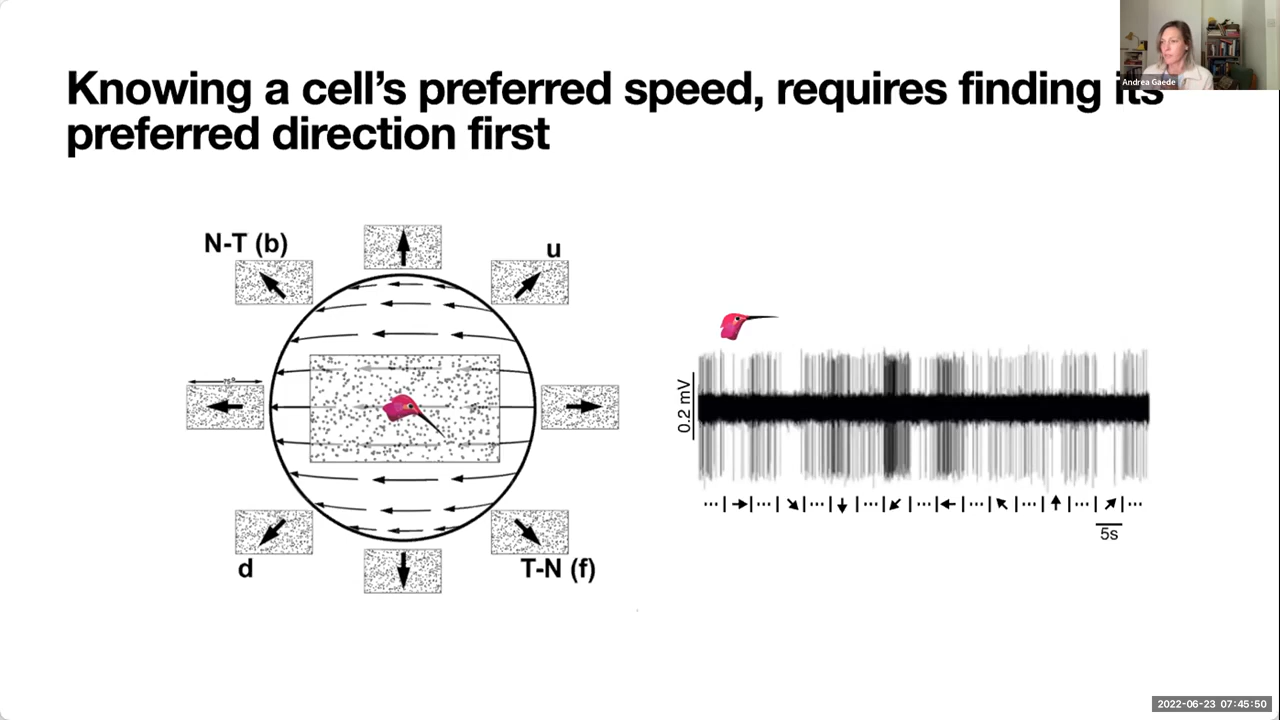 Knowing a cell's preferred speed, requires finding its
preferred direction first
Andrea Gaede
N-T (b)
u
d
T-N (f)
0.2 mV
5s
2022-06-23 07:45:50